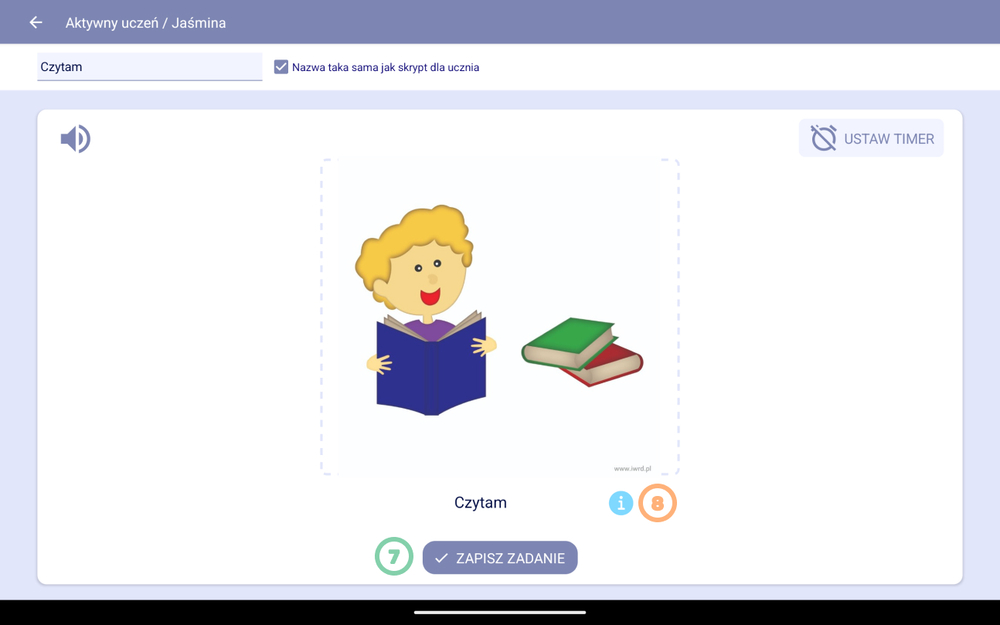 Aktywny uczeń / Jaśmina
Czytam
Nazwa taka sama jak skrypt dla ucznia
USTAW TIMER
www.iwrd.pl
Czytam
i 8
7 ZAPISZ ZADANIE